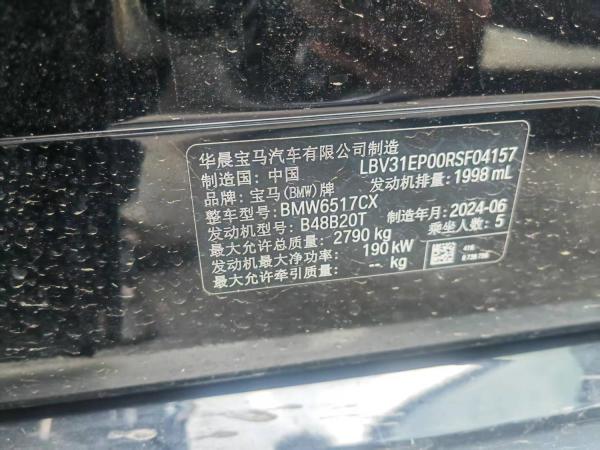 华晨宝马汽车有限公司制造
制造国: 中国 LBV31EP00RSF04157
品牌: 宝马(BMW)牌 发动机排量: 1998 mL
整车型号: BMW6517CX
发动机型号: B48B20T 制造年月: 2024-06
最大允许总质量: 2790 kg 乘坐人数: 5
发动机最大净功率: 190 kW
最大允许牵引质量: -- kg